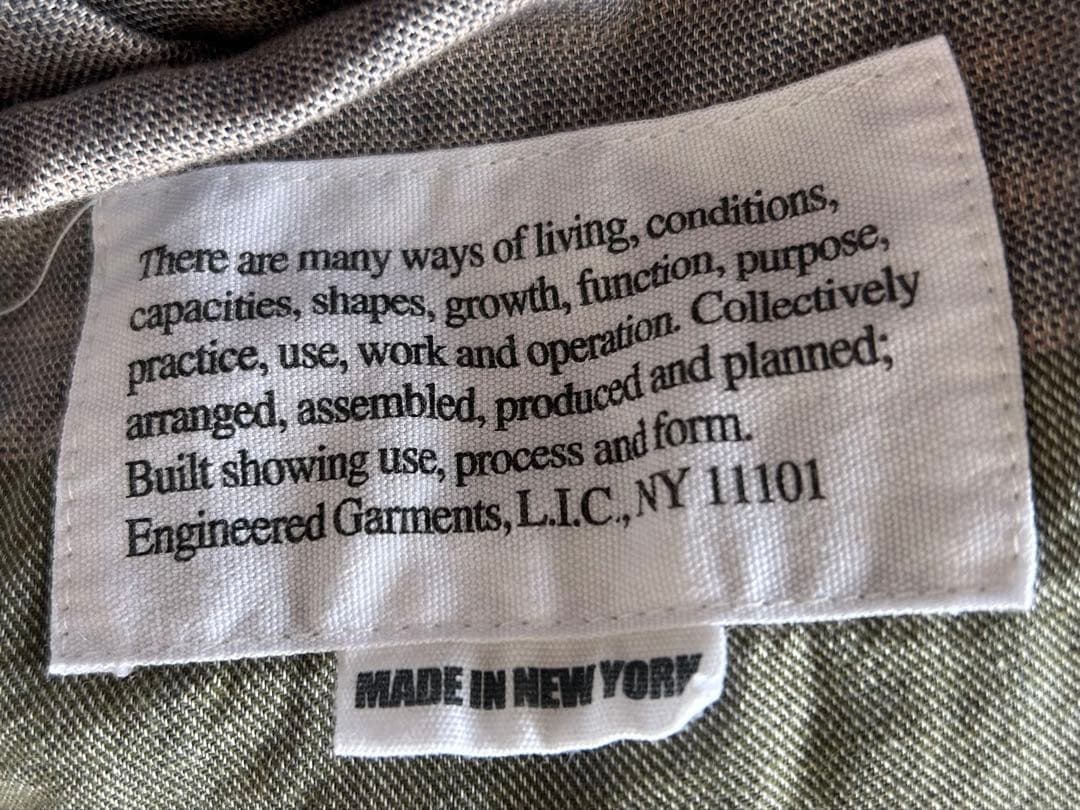 There are many ways of living, conditions,
capacities, shapes, growth, function, purpose,
practice, use, work and operation. Collectively
arranged, assembled, produced and planned;
Built showing use, process and form.
Engineered Garments, L.I.C., NY 11101
MADE IN NEW YORK